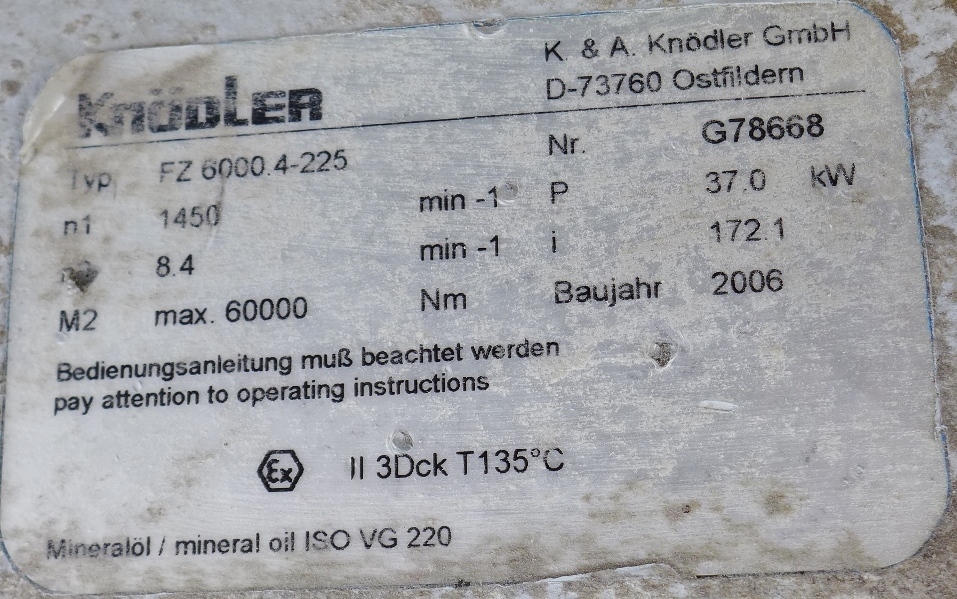 K. & A. Knödler GmbH
KnÖDLER D-73760 Ostfildern
Typ FZ 6000.4-225 Nr. G78668
n1 1450 min -1 P 37.0 kW
8.4 min -1 i 172.1
M2 max. 60000 Nm Baujahr 2006
Bedienungsanleitung muß beachtet werden
pay attention to operating instructions
Ex II 3Dck T135°C
Mineralöl / mineral oil ISO VG 220